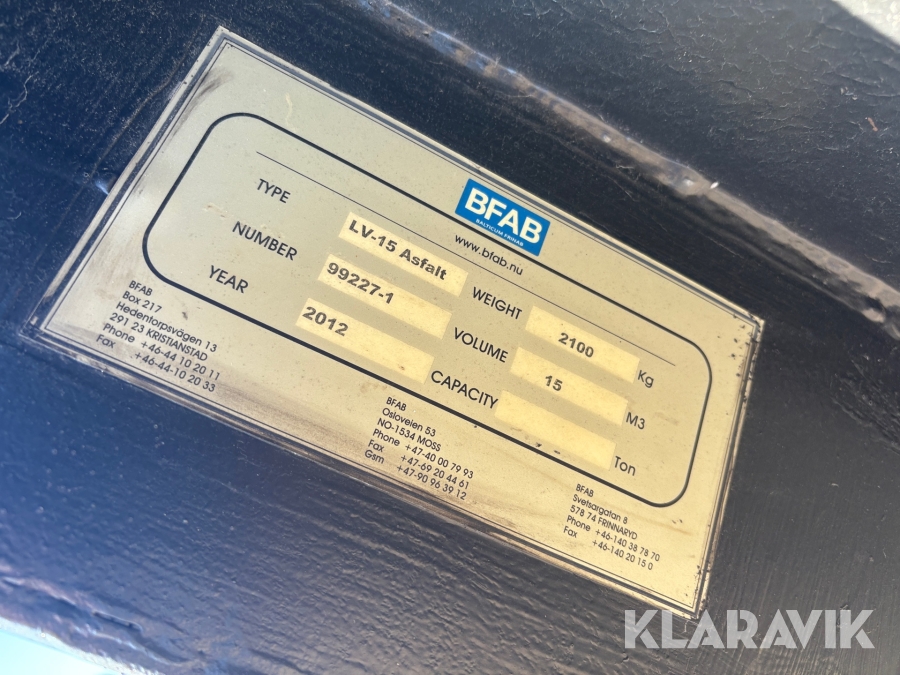 BFAB
BALTICUM FRINAB
www.bfab.nu
TYPE LV-15 Asfalt WEIGHT 2100 Kg
NUMBER 99227-1 VOLUME 15 M3
YEAR 2012 CAPACITY Ton
BFAB
Box 217
Hedentorpsvägen 13
291 23 KRISTIANSTAD
Phone +46-44 10 20 11
Fax +46-44-10 20 33
BFAB
Osloveien 53
NO-1534 MOSS
Phone +47-40 00 79 93
Fax +47-69 20 44 61
Gsm +47-90 96 39 12
BFAB
Svetsargatan 8
578 74 FRINNARYD
Phone +46-140 38 78 70
Fax +46-140 20 15 0
KLARAVIK